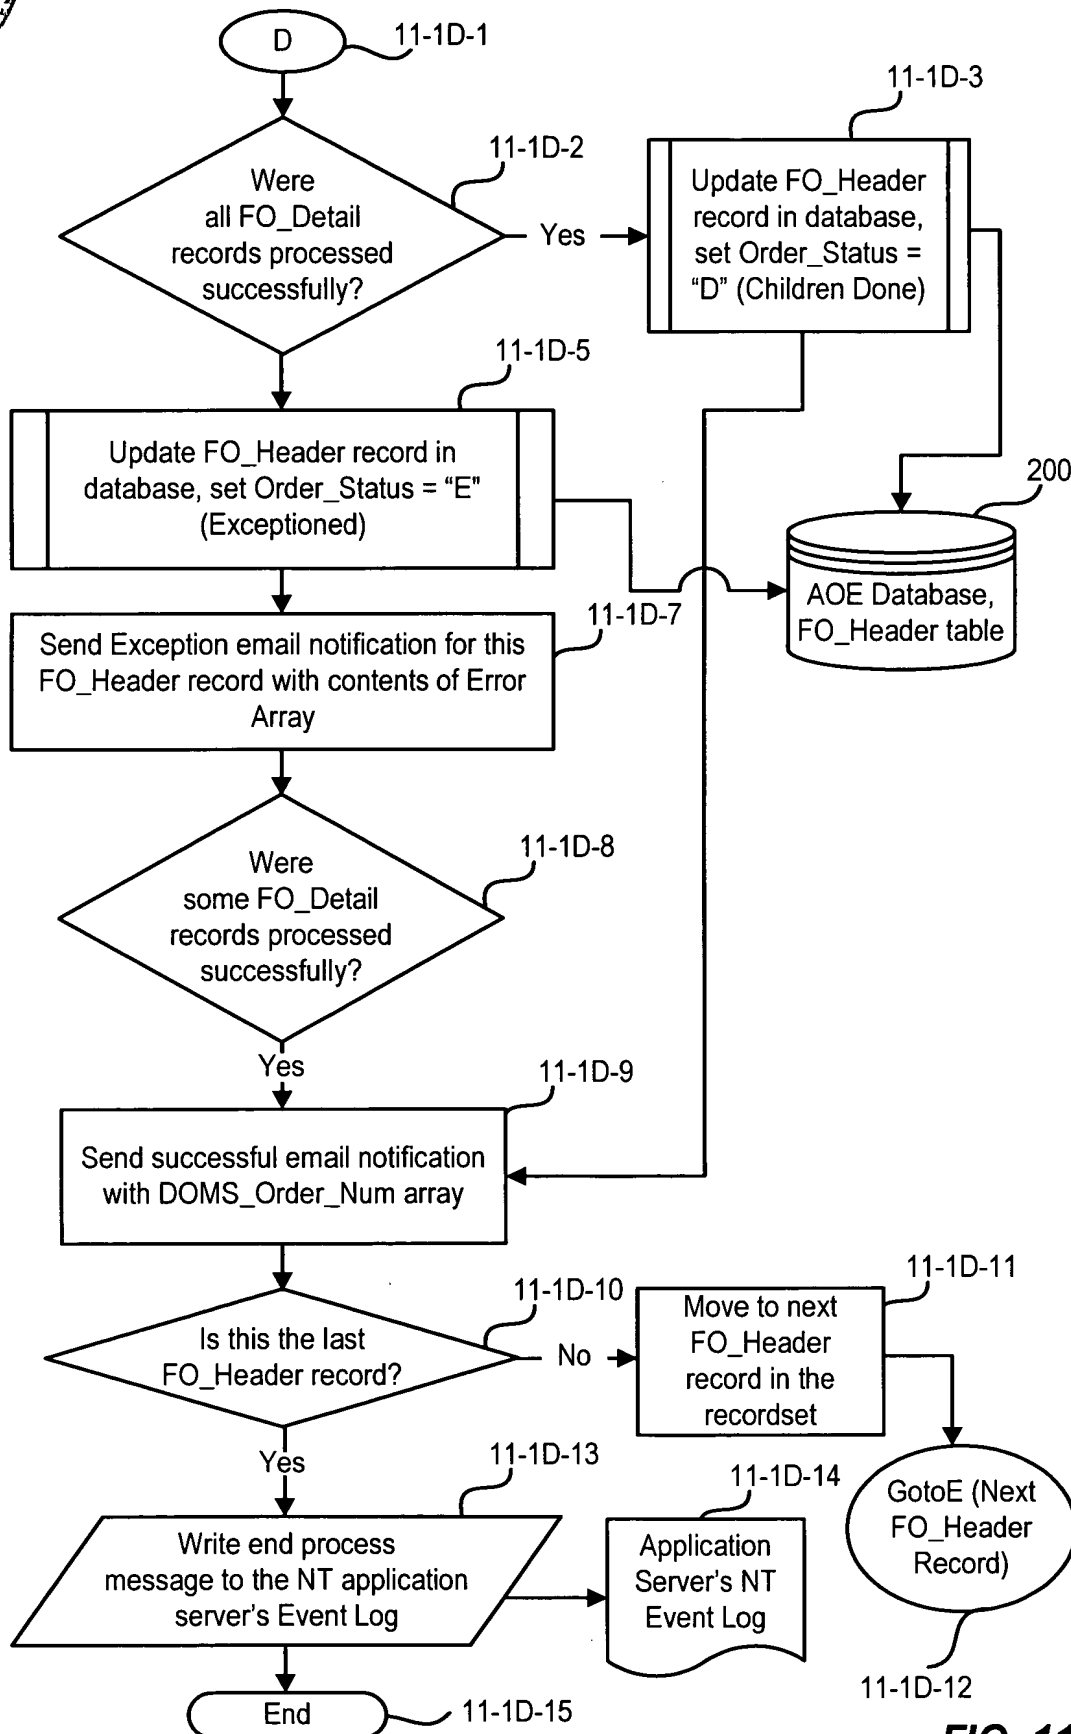 D
11-1D-1
11-1D-3
11-1D-2
Were
all FO_Detail
records processed
successfully?
Yes
Update FO_Header
record in database,
set Order_Status =
“D” (Children Done)
11-1D-5
Update FO_Header record in
database, set Order_Status = “E”
(Exceptioned)
200
AOE Database,
FO_Header table
11-1D-7
Send Exception email notification for this
FO_Header record with contents of Error
Array
11-1D-8
Were
some FO_Detail
records processed
successfully?
Yes
11-1D-9
Send successful email notification
with DOMS_Order_Num array
11-1D-10
11-1D-11
Is this the last
FO_Header record?
No
Move to next
FO_Header
record in the
recordset
Yes
11-1D-13
11-1D-14
Write end process
message to the NT application
server's Event Log
Application
Server's NT
Event Log
GotoE (Next
FO_Header
Record)
11-1D-12
End
11-1D-15